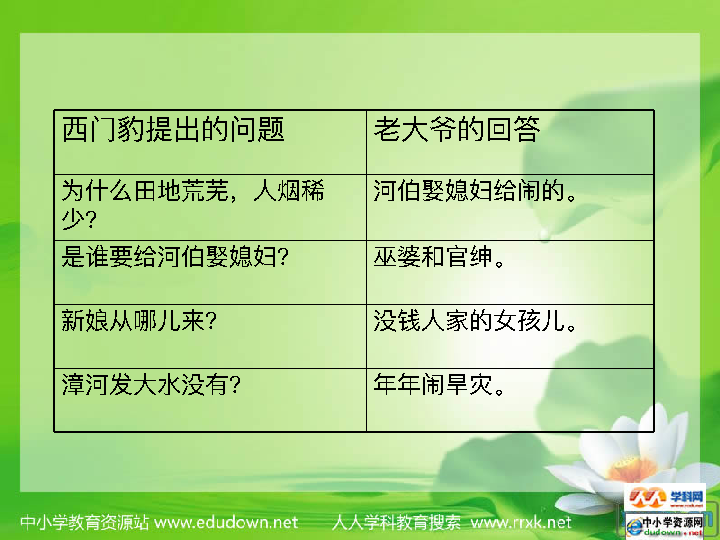 西门豹提出的问题 老大爷的回答
为什么田地荒芜，人烟稀 河伯娶媳妇给闹的。
少？
是谁要给河伯娶媳妇？ 巫婆和官绅。
新娘从哪儿来？ 没钱人家的女孩儿。
漳河发大水没有？ 年年闹旱灾。
中小学教育资源站 www.edudown.net 人人学科教育搜索 www.rrxk.net
学科网
www.rrxk.net
中小学资源网
edudown.net